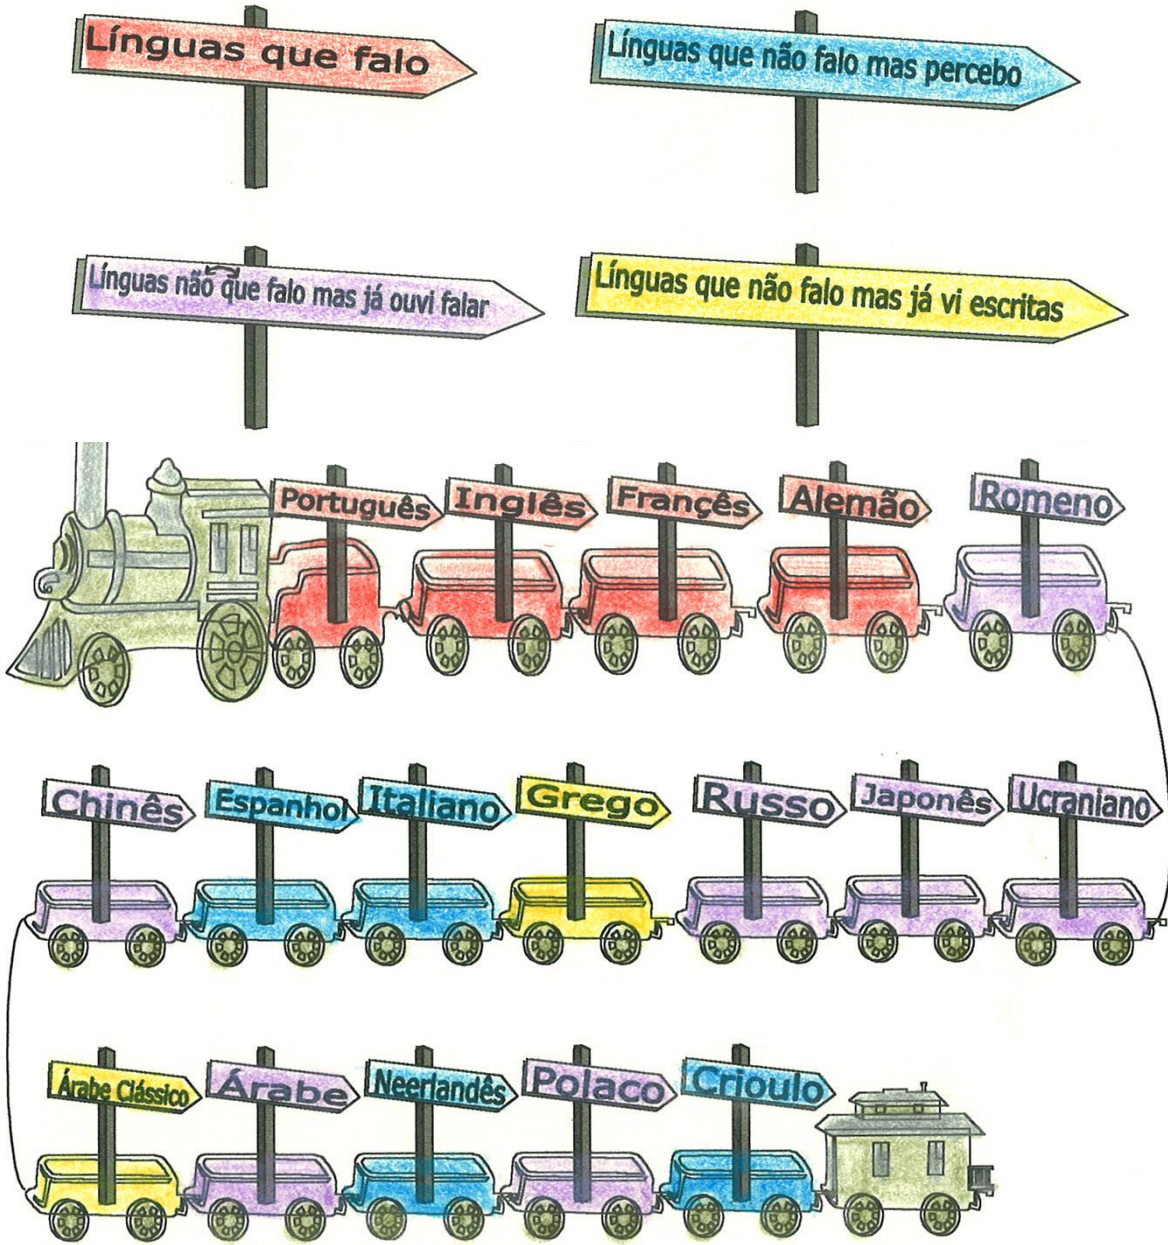 Línguas que falo
Línguas que não falo mas percebo
Línguas não que falo mas já ouvi falar
Línguas que não falo mas já vi escritas
Português
Inglês
Françês
Alemão
Romeno
Chinês
Espanhol
Italiano
Grego
Russo
Japonês
Ucraniano
Árabe Clássico
Árabe
Neerlandês
Polaco
Crioulo